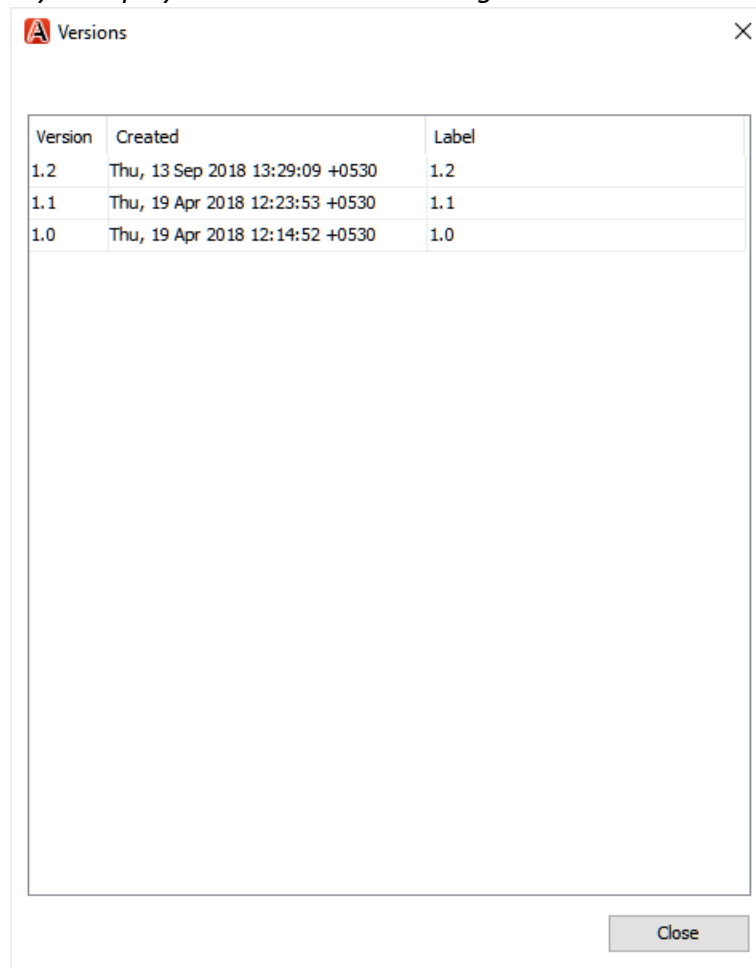 Versions
Version Created Label
1.2 Thu, 13 Sep 2018 13:29:09 +0530 1.2
1.1 Thu, 19 Apr 2018 12:23:53 +0530 1.1
1.0 Thu, 19 Apr 2018 12:14:52 +0530 1.0
Close